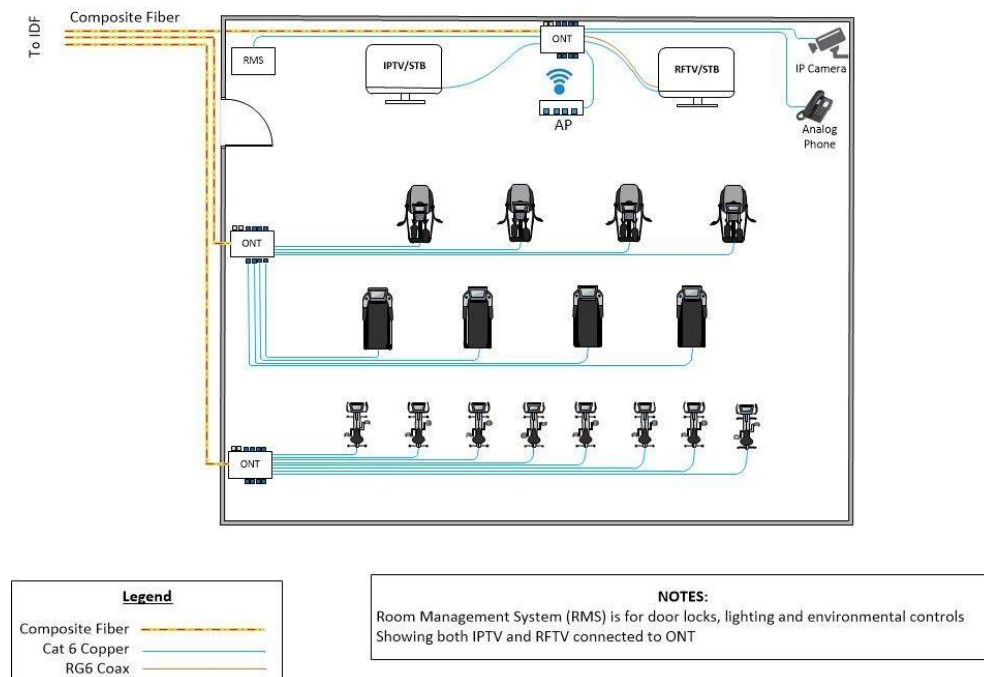 To IDF
Composite Fiber
RMS
IPTV/STB
ONT
RFTV/STB
IP Camera
AP
Analog
Phone
ONT
ONT
Legend
Composite Fiber
Cat 6 Copper
RG6 Coax
NOTES:
Room Management System (RMS) is for door locks, lighting and environmental controls
Showing both IPTV and RFTV connected to ONT